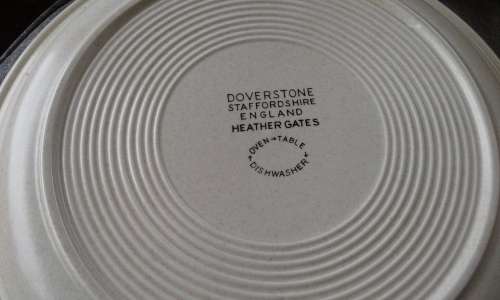 DOVERSTONE
STAFFORDSHIRE
ENGLAND
HEATHER GATES
OVEN→TABLE
DISHWASHER